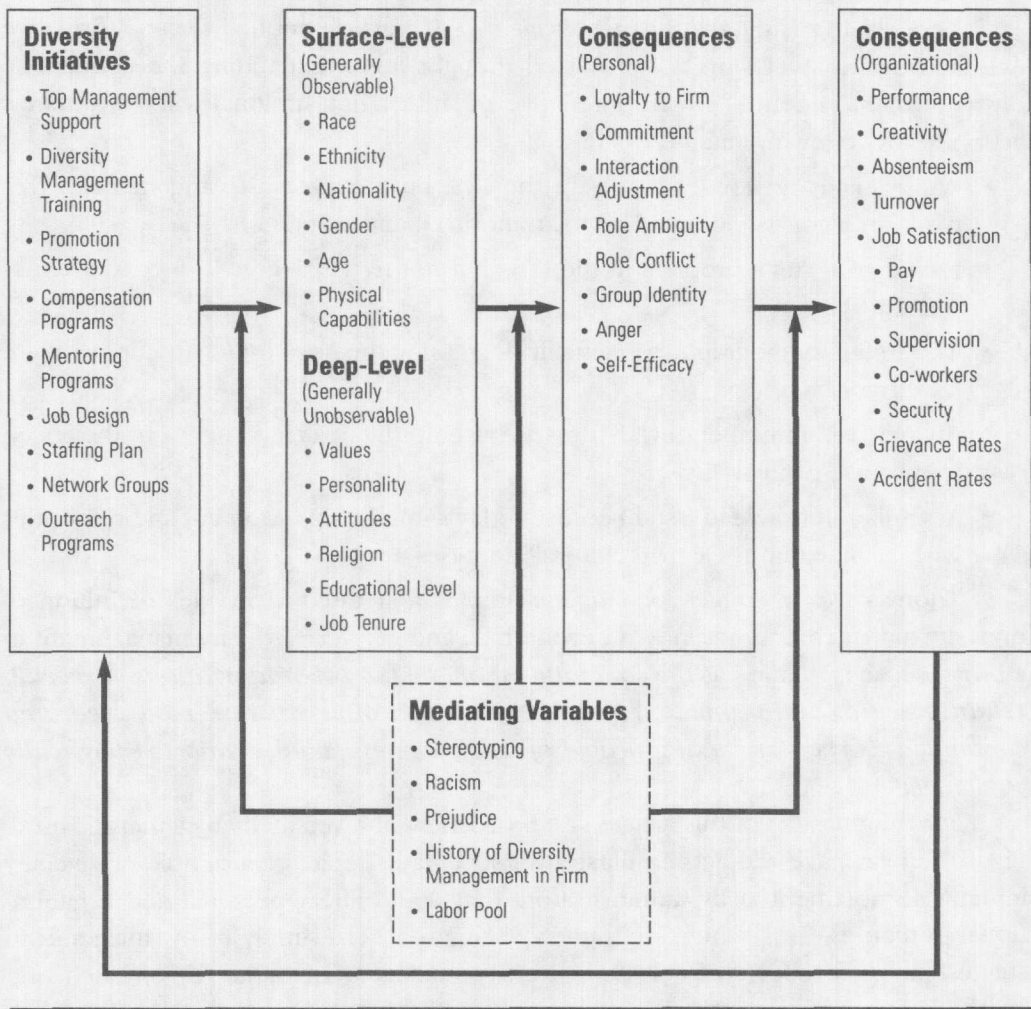 Diversity
Initiatives
• Top Management
Support
• Diversity
Management
Training
• Promotion
Strategy
• Compensation
Programs
• Mentoring
Programs
• Job Design
• Staffing Plan
• Network Groups
• Outreach
Programs
Surface-Level
(Generally
Observable)
• Race
• Ethnicity
• Nationality
• Gender
• Age
• Physical
Capabilities
Deep-Level
(Generally
Unobservable)
• Values
• Personality
• Attitudes
• Religion
• Educational Level
• Job Tenure
Consequences
(Personal)
• Loyalty to Firm
• Commitment
• Interaction
Adjustment
• Role Ambiguity
• Role Conflict
• Group Identity
• Anger
• Self-Efficacy
Consequences
(Organizational)
• Performance
• Creativity
• Absenteeism
• Turnover
• Job Satisfaction
• Pay
• Promotion
• Supervision
• Co-workers
• Security
• Grievance Rates
• Accident Rates
Mediating Variables
• Stereotyping
• Racism
• Prejudice
• History of Diversity
Management in Firm
• Labor Pool